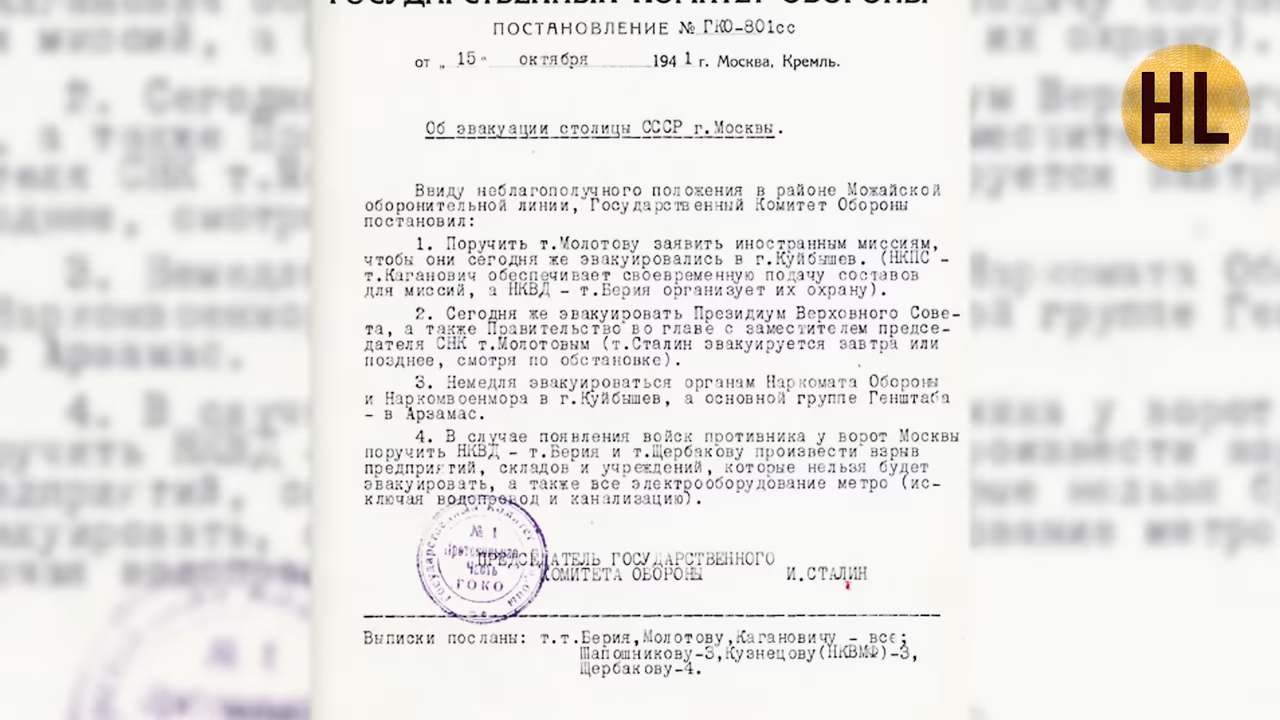 ГОСУДАРСТВЕННЫЙ КОМИТЕТ ОБОРОНЫ
ПОСТАНОВЛЕНИЕ № ГКО-801сс
от „ 15 " октября 194 1 г. Москва, Кремль.
HL
Об эвакуации столицы СССР г.Москвы.
Ввиду неблагополучного положения в районе Можайской
оборонительной линии, Государственный Комитет Обороны
постановил:
1. Поручить т.Молотову заявить иностранным миссиям,
чтобы они сегодня же эвакуировались в г.Куйбышев. (НКПС -
т.Каганович обеспечивает своевременную подачу составов
для миссий, а НКВД - т.Берия организует их охрану).
2. Сегодня же эвакуировать Президиум Верховного Сове-
та, а также Правительство во главе с заместителем предсе-
дателя СНК т.Молотовым (т.Сталин эвакуируется завтра или
позднее, смотря по обстановке).
3. Немедля эвакуироваться органам Наркомата Обороны
и Наркомвоенмора в г.Куйбышев, а основной группе Генштаба
- в Арзамас.
4. В случае появления войск противника у ворот Москвы
поручить НКВД - т.Берия и т.Щербакову произвести взрыв
предприятий, складов и учреждений, которые нельзя будет
эвакуировать, а также все электрооборудование метро (ис-
ключая водопровод и канализацию).
№ 1
часть
ГОКО
ПРЕДСЕДАТЕЛЬ ГОСУДАРСТВЕННОГО
КОМИТЕТА ОБОРОНЫ И.СТАЛИН
Выписки посланы: т.т.Берия,Молотову,Кагановичу - все;
Шапошникову-3,Кузнецову(НКВМФ)-3,
Щербакову-4.